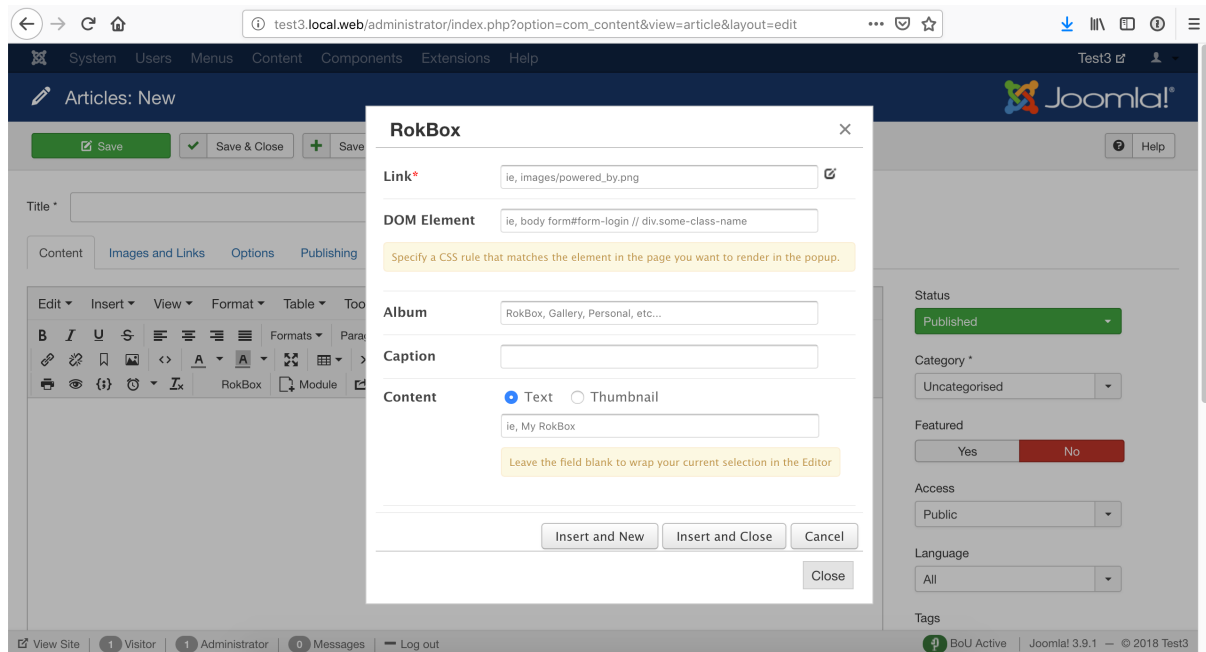 test3.local.web/administrator/index.php?option=com_content&view=article&layout=edit
System Users Menus Content Components Extensions Help Test3
Articles: New Joomla!®
Save Save & Close Save Help
RokBox
Link*
ie, images/powered_by.png
DOM Element
ie, body form#form-login // div.some-class-name
Specify a CSS rule that matches the element in the page you want to render in the popup.
Album
RokBox, Gallery, Personal, etc...
Caption
Content
Text Thumbnail
ie, My RokBox
Leave the field blank to wrap your current selection in the Editor
Insert and New Insert and Close Cancel
Close
Title *
Content Images and Links Options Publishing
Edit Insert View Format Table Too
B I U S Formats Parag
A A
RokBox Module
Status
Published
Category *
Uncategorised
Featured
Yes No
Access
Public
Language
All
Tags
View Site 1 Visitor 1 Administrator 0 Messages Log out BoU Active Joomla! 3.9.1 — © 2018 Test3